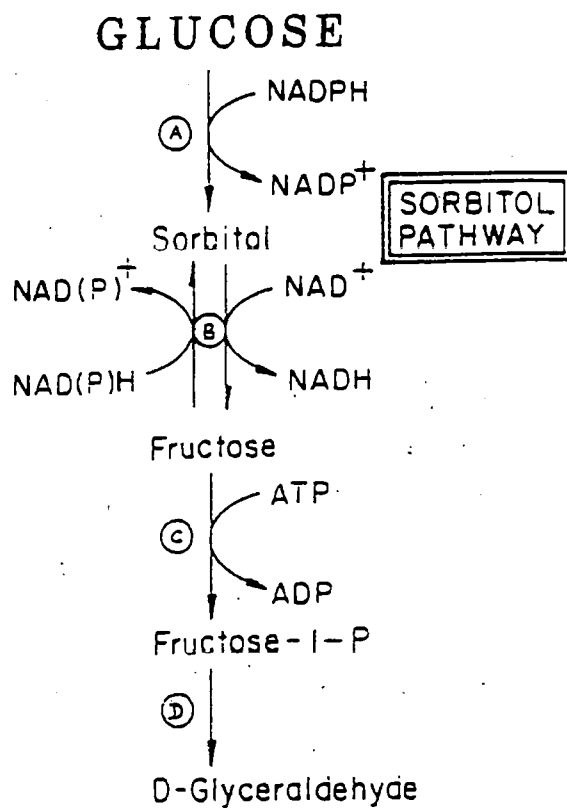 GLUCOSE
NADPH
A
NADP+
SORBITOL
PATHWAY
Sorbitol
NAD(P)+
NAD+
B
NAD(P)H
NADH
Fructose
ATP
C
ADP
Fructose-1-P
D
D-Glyceraldehyde